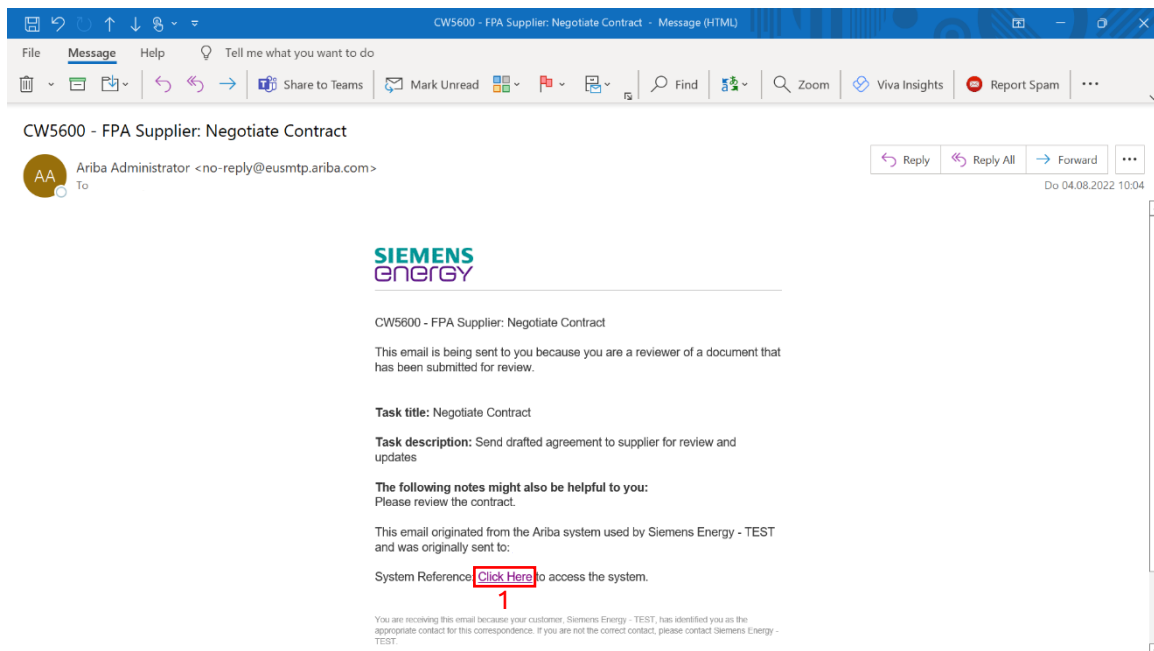 CW5600 - FPA Supplier: Negotiate Contract - Message (HTML)
File Message Help Tell me what you want to do
Share to Teams Mark Unread Find Zoom Viva Insights Report Spam
CW5600 - FPA Supplier: Negotiate Contract
AA
Ariba Administrator <no-reply@eusmtp.ariba.com>
To
Reply Reply All Forward
Do 04.08.2022 10:04
SIEMENS
energy
CW5600 - FPA Supplier: Negotiate Contract
This email is being sent to you because you are a reviewer of a document that
has been submitted for review.
Task title: Negotiate Contract
Task description: Send drafted agreement to supplier for review and
updates
The following notes might also be helpful to you:
Please review the contract.
This email originated from the Ariba system used by Siemens Energy - TEST
and was originally sent to:
System Reference: Click Here to access the system.
1
You are receiving this email because your customer, Siemens Energy - TEST, has identified you as the
appropriate contact for this correspondence. If you are not the correct contact, please contact Siemens Energy -
TEST.